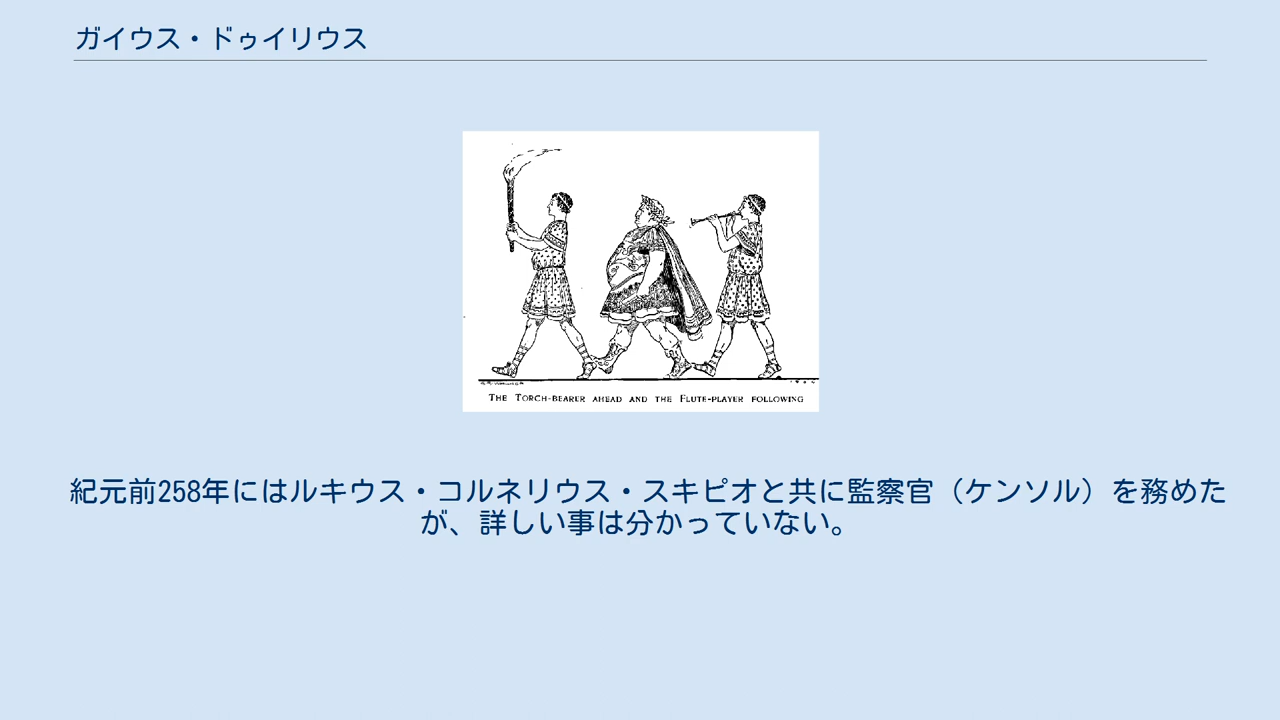 ガイウス・ドゥイリウス
THE TORCH-BEARER AHEAD AND THE FLUTE-PLAYER FOLLOWING
紀元前258年にはルキウス・コルネリウス・スキピオと共に監察官（ケンソル）を務めた
が、詳しい事は分かっていない。